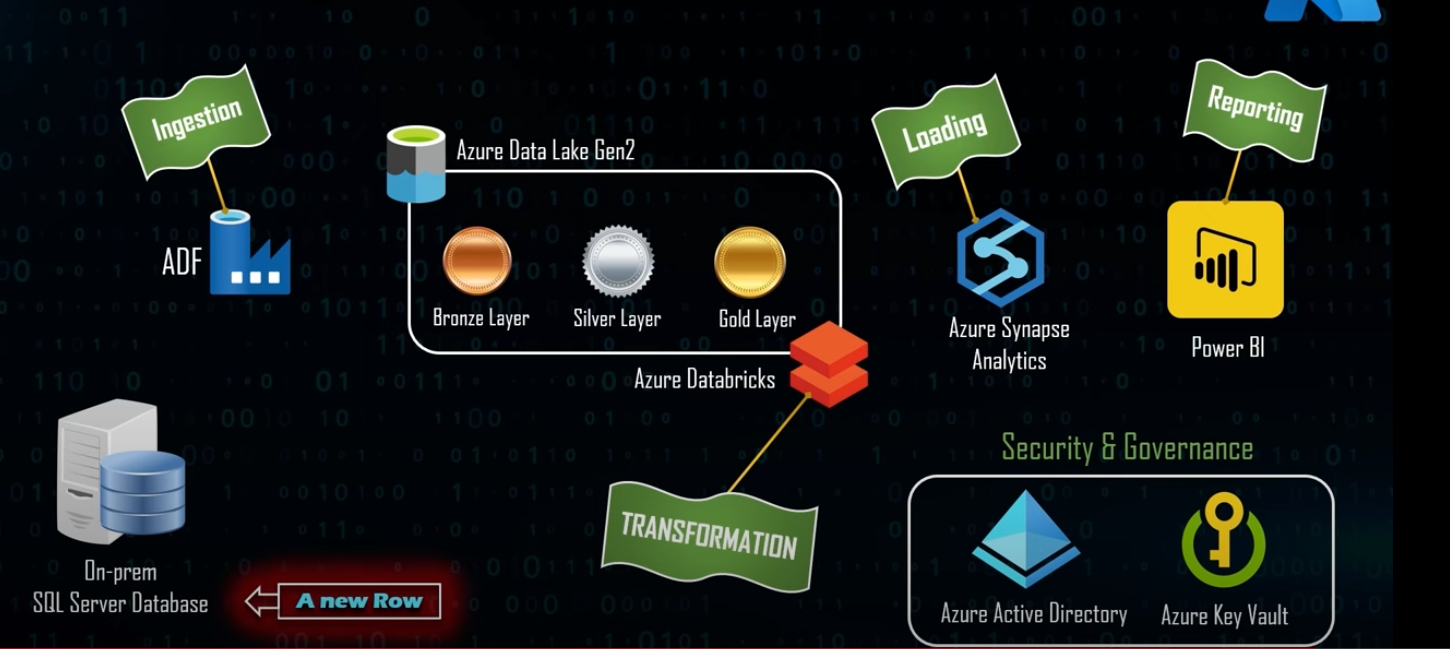 Ingestion
ADF
Azure Data Lake Gen2
Bronze Layer
Silver Layer
Gold Layer
Azure Databricks
TRANSFORMATION
Loading
Azure Synapse
Analytics
Reporting
Power BI
On-prem
SQL Server Database
A new Row
Security & Governance
Azure Active Directory
Azure Key Vault